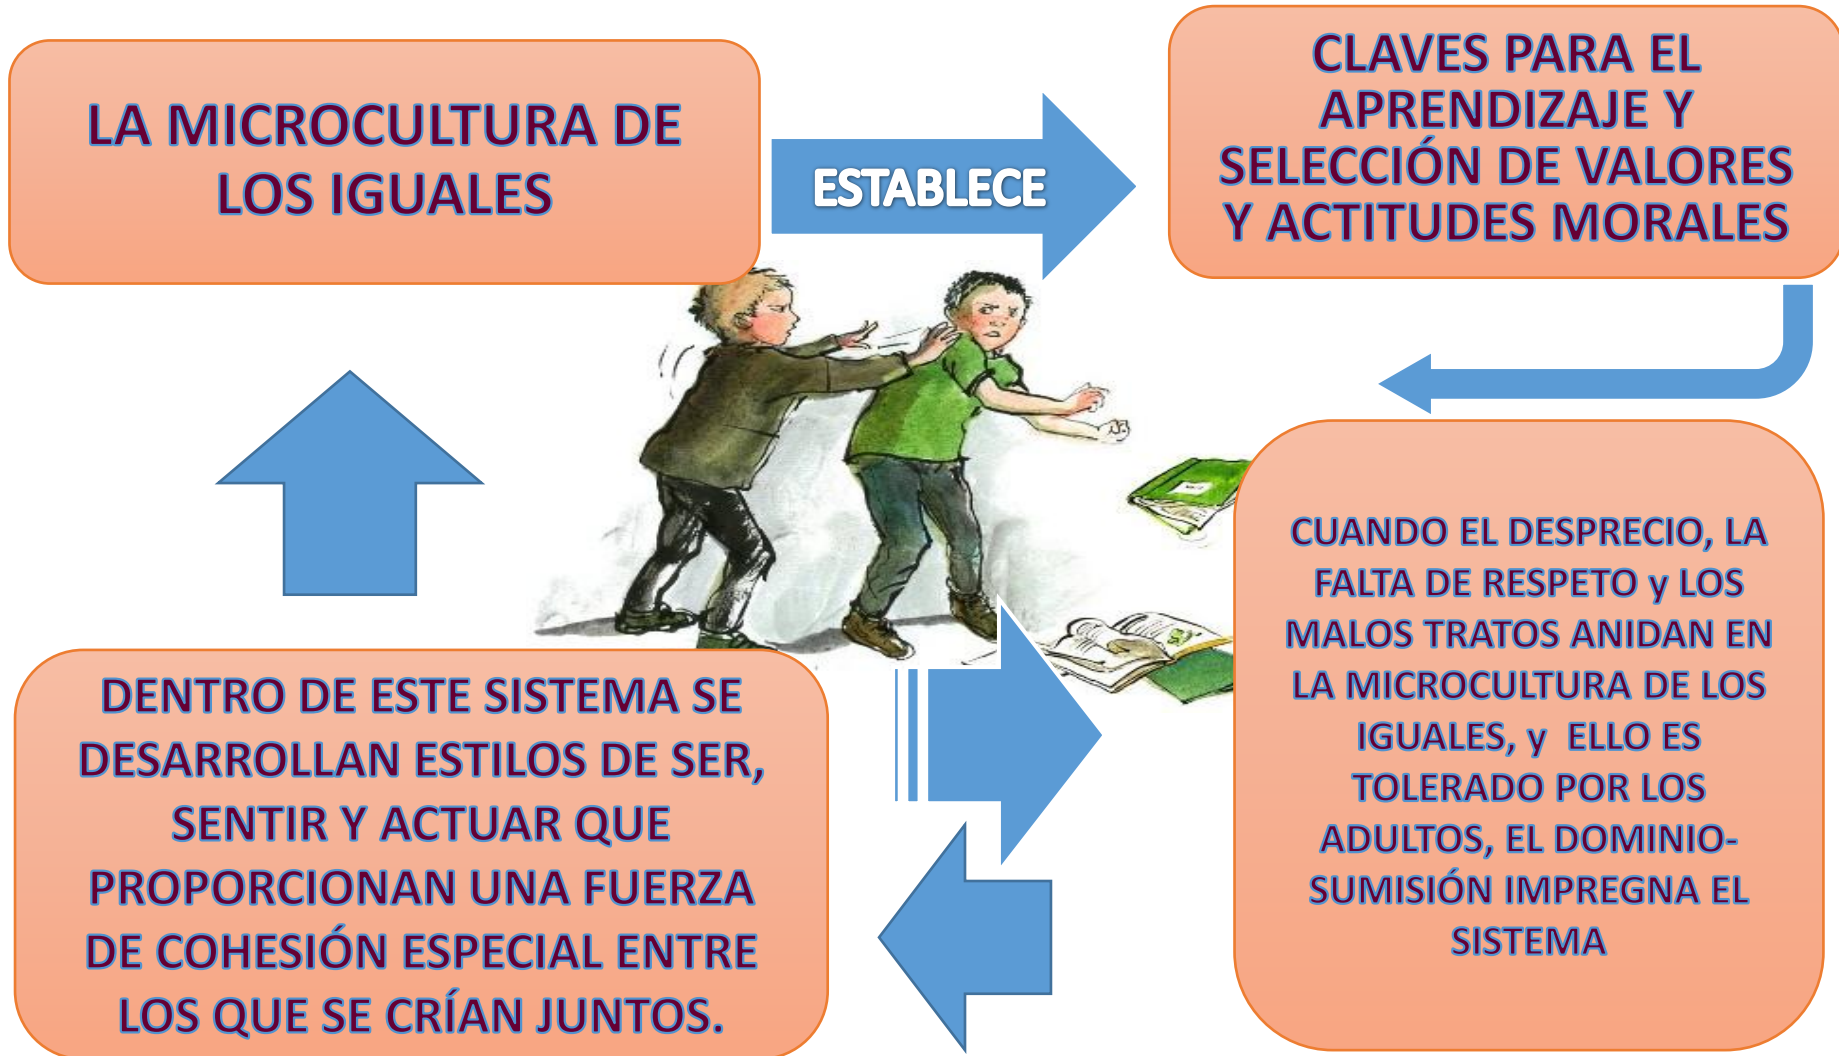 LA MICROCULTURA DE
LOS IGUALES
ESTABLECE
CLAVES PARA EL
APRENDIZAJE Y
SELECCIÓN DE VALORES
Y ACTITUDES MORALES
CUANDO EL DESPRECIO, LA
FALTA DE RESPETO y LOS
MALOS TRATOS ANIDAN EN
LA MICROCULTURA DE LOS
IGUALES, y ELLO ES
TOLERADO POR LOS
ADULTOS, EL DOMINIO-
SUMISIÓN IMPREGNA EL
SISTEMA
DENTRO DE ESTE SISTEMA SE
DESARROLLAN ESTILOS DE SER,
SENTIR Y ACTUAR QUE
PROPORCIONAN UNA FUERZA
DE COHESIÓN ESPECIAL ENTRE
LOS QUE SE CRÍAN JUNTOS.